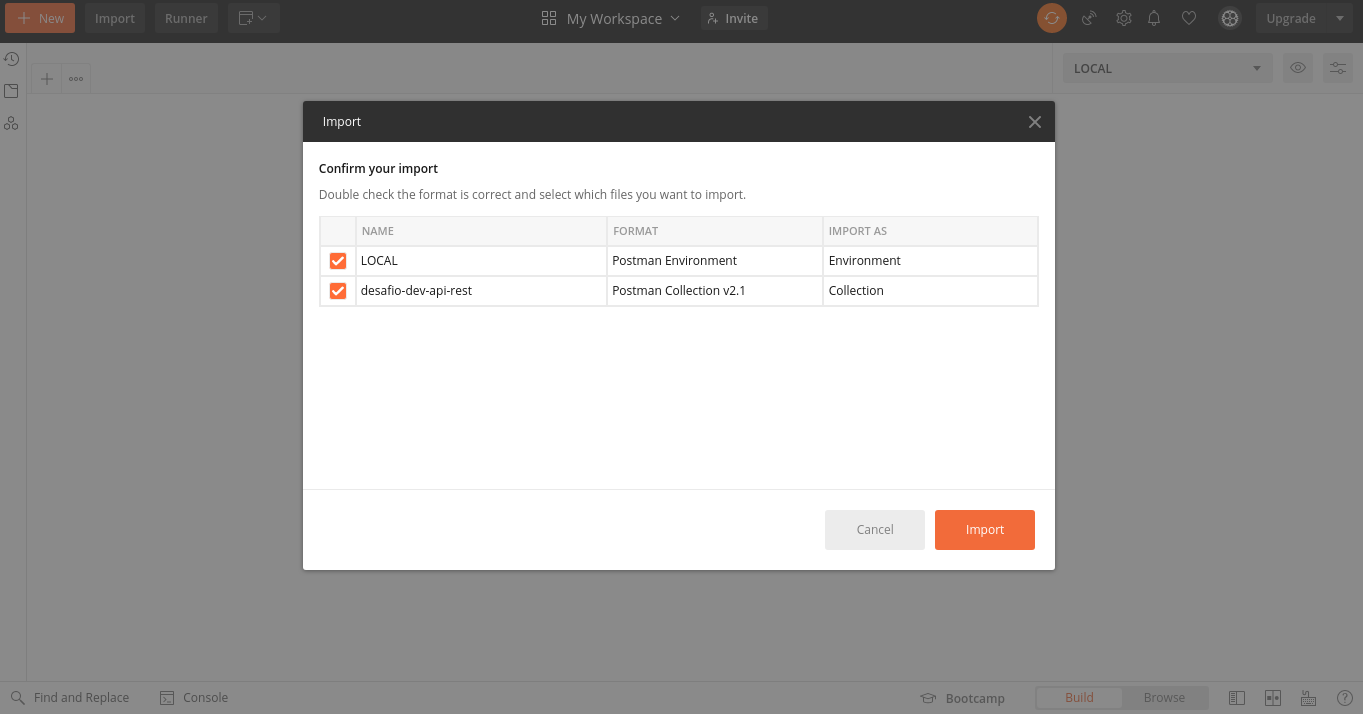 New Import Runner My Workspace Invite Upgrade
LOCAL
Import
Confirm your import
Double check the format is correct and select which files you want to import.
NAME FORMAT IMPORT AS
LOCAL Postman Environment Environment
desafio-dev-api-rest Postman Collection v2.1 Collection
Cancel Import
Find and Replace Console Bootcamp Build Browse